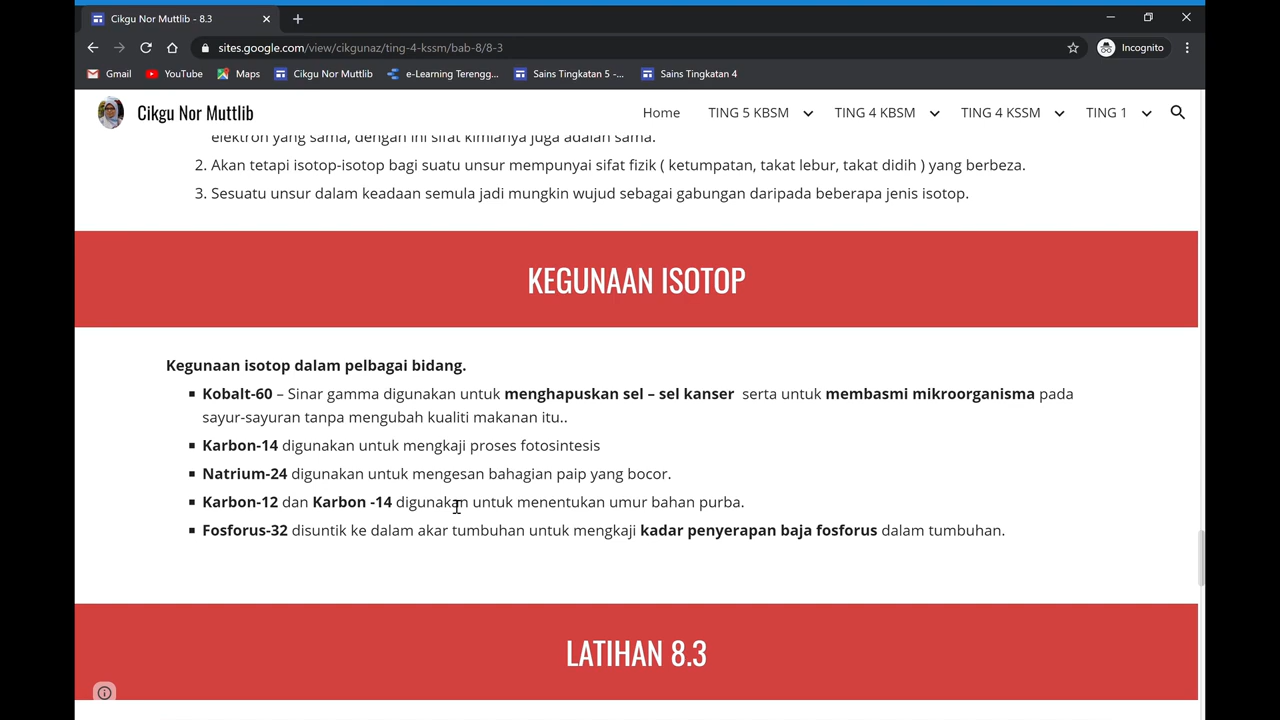 Cikgu Nor Muttlib - 8.3
sites.google.com/view/cikgunaz/ting-4-kssm/bab-8/8-3
Incognito
Gmail YouTube Maps Cikgu Nor Muttlib e-Learning Terengg... Sains Tingkatan 5 -... Sains Tingkatan 4
Cikgu Nor Muttlib
Home TING 5 KBSM TING 4 KBSM TING 4 KSSM TING 1
elektron yang sama, dengan ini sifat kimianya juga adalah sama.
2. Akan tetapi isotop-isotop bagi suatu unsur mempunyai sifat fizik ( ketumpatan, takat lebur, takat didih ) yang berbeza.
3. Sesuatu unsur dalam keadaan semula jadi mungkin wujud sebagai gabungan daripada beberapa jenis isotop.
KEGUNAAN ISOTOP
Kegunaan isotop dalam pelbagai bidang.
▪ Kobalt-60 – Sinar gamma digunakan untuk menghapuskan sel – sel kanser serta untuk membasmi mikroorganisma pada
sayur-sayuran tanpa mengubah kualiti makanan itu..
▪ Karbon-14 digunakan untuk mengkaji proses fotosintesis
▪ Natrium-24 digunakan untuk mengesan bahagian paip yang bocor.
▪ Karbon-12 dan Karbon -14 digunakan untuk menentukan umur bahan purba.
▪ Fosforus-32 disuntik ke dalam akar tumbuhan untuk mengkaji kadar penyerapan baja fosforus dalam tumbuhan.
LATIHAN 8.3